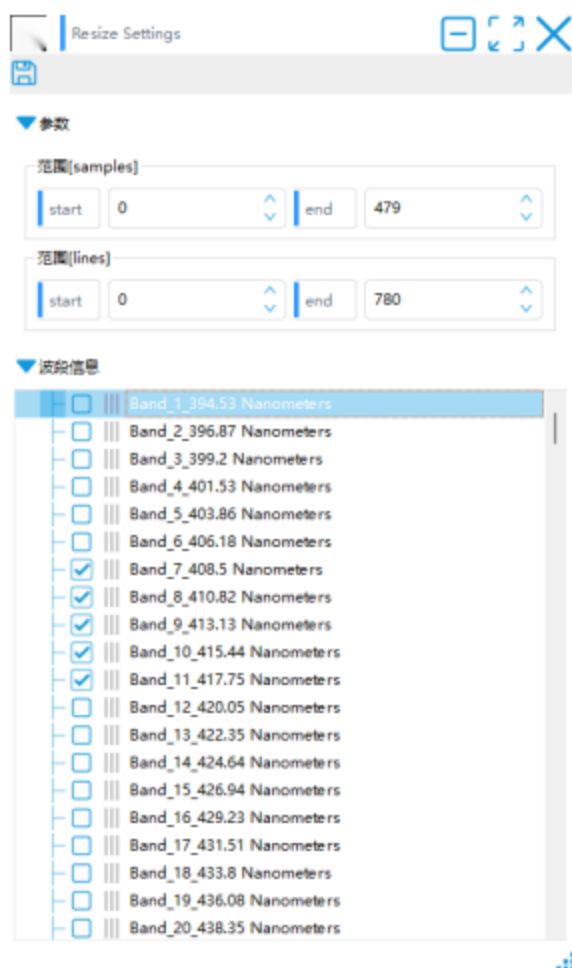 Resize Settings
参数
范围[samples]
start 0 end 479
范围[lines]
start 0 end 780
波段信息
Band_1_394.53 Nanometers
Band_2_396.87 Nanometers
Band_3_399.2 Nanometers
Band_4_401.53 Nanometers
Band_5_403.86 Nanometers
Band_6_406.18 Nanometers
Band_7_408.5 Nanometers
Band_8_410.82 Nanometers
Band_9_413.13 Nanometers
Band_10_415.44 Nanometers
Band_11_417.75 Nanometers
Band_12_420.05 Nanometers
Band_13_422.35 Nanometers
Band_14_424.64 Nanometers
Band_15_426.94 Nanometers
Band_16_429.23 Nanometers
Band_17_431.51 Nanometers
Band_18_433.8 Nanometers
Band_19_436.08 Nanometers
Band_20_438.35 Nanometers